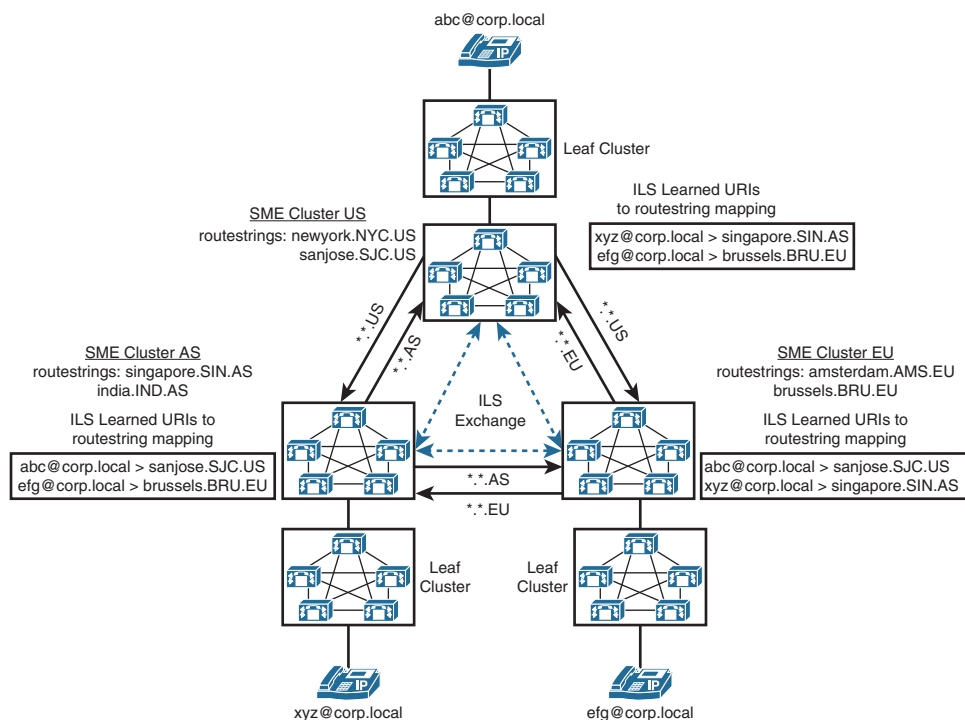 abc@corp.local
IP
Leaf Cluster
ILS Learned URIs
to routestring mapping
xyz@corp.local > singapore.SIN.AS
efg@corp.local > brussels.BRU.EU
SME Cluster US
routestrings: newyork.NYC.US
sanjose.SJC.US
*.*.US
*.*.AS
*.*.EU
*.*.US
SME Cluster AS
routestrings: singapore.SIN.AS
india.IND.AS
ILS Learned URIs to
routestring mapping
abc@corp.local > sanjose.SJC.US
efg@corp.local > brussels.BRU.EU
ILS
Exchange
SME Cluster EU
routestrings: amsterdam.AMS.EU
brussels.BRU.EU
ILS Learned URIs to
routestring mapping
abc@corp.local > sanjose.SJC.US
xyz@corp.local > singapore.SIN.AS
*.*.AS
*.*.EU
Leaf
Cluster
Leaf
Cluster
IP
IP
xyz@corp.local
efg@corp.local